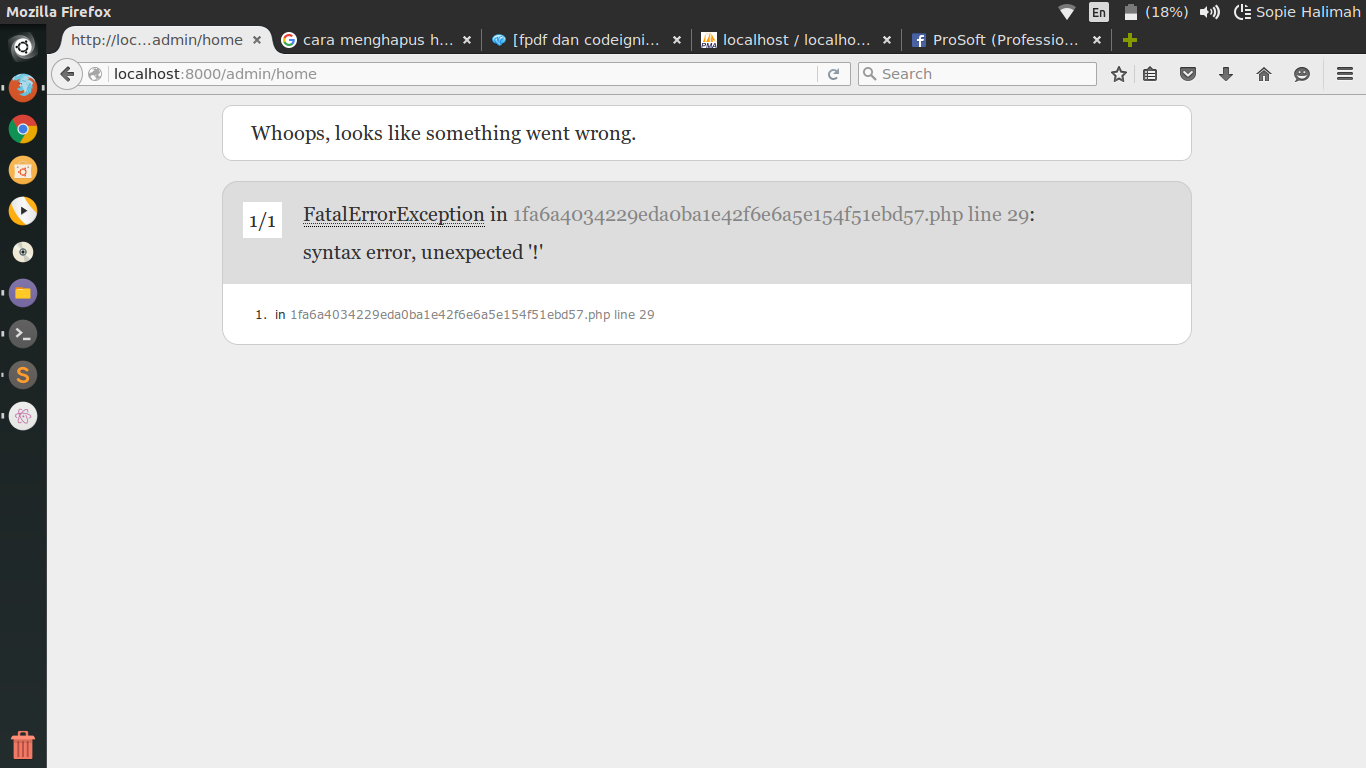 Mozilla Firefox
En
(18%)
Sopie Halimah
http://loc...admin/home
cara menghapus h...
[fpdf dan codeigni...
localhost / localho...
ProSoft (Professio...
localhost:8000/admin/home
Search
Whoops, looks like something went wrong.
1/1
FatalErrorException in 1fa6a4034229eda0ba1e42f6e6a5e154f51ebd57.php line 29:
syntax error, unexpected '!'
1. in 1fa6a4034229eda0ba1e42f6e6a5e154f51ebd57.php line 29